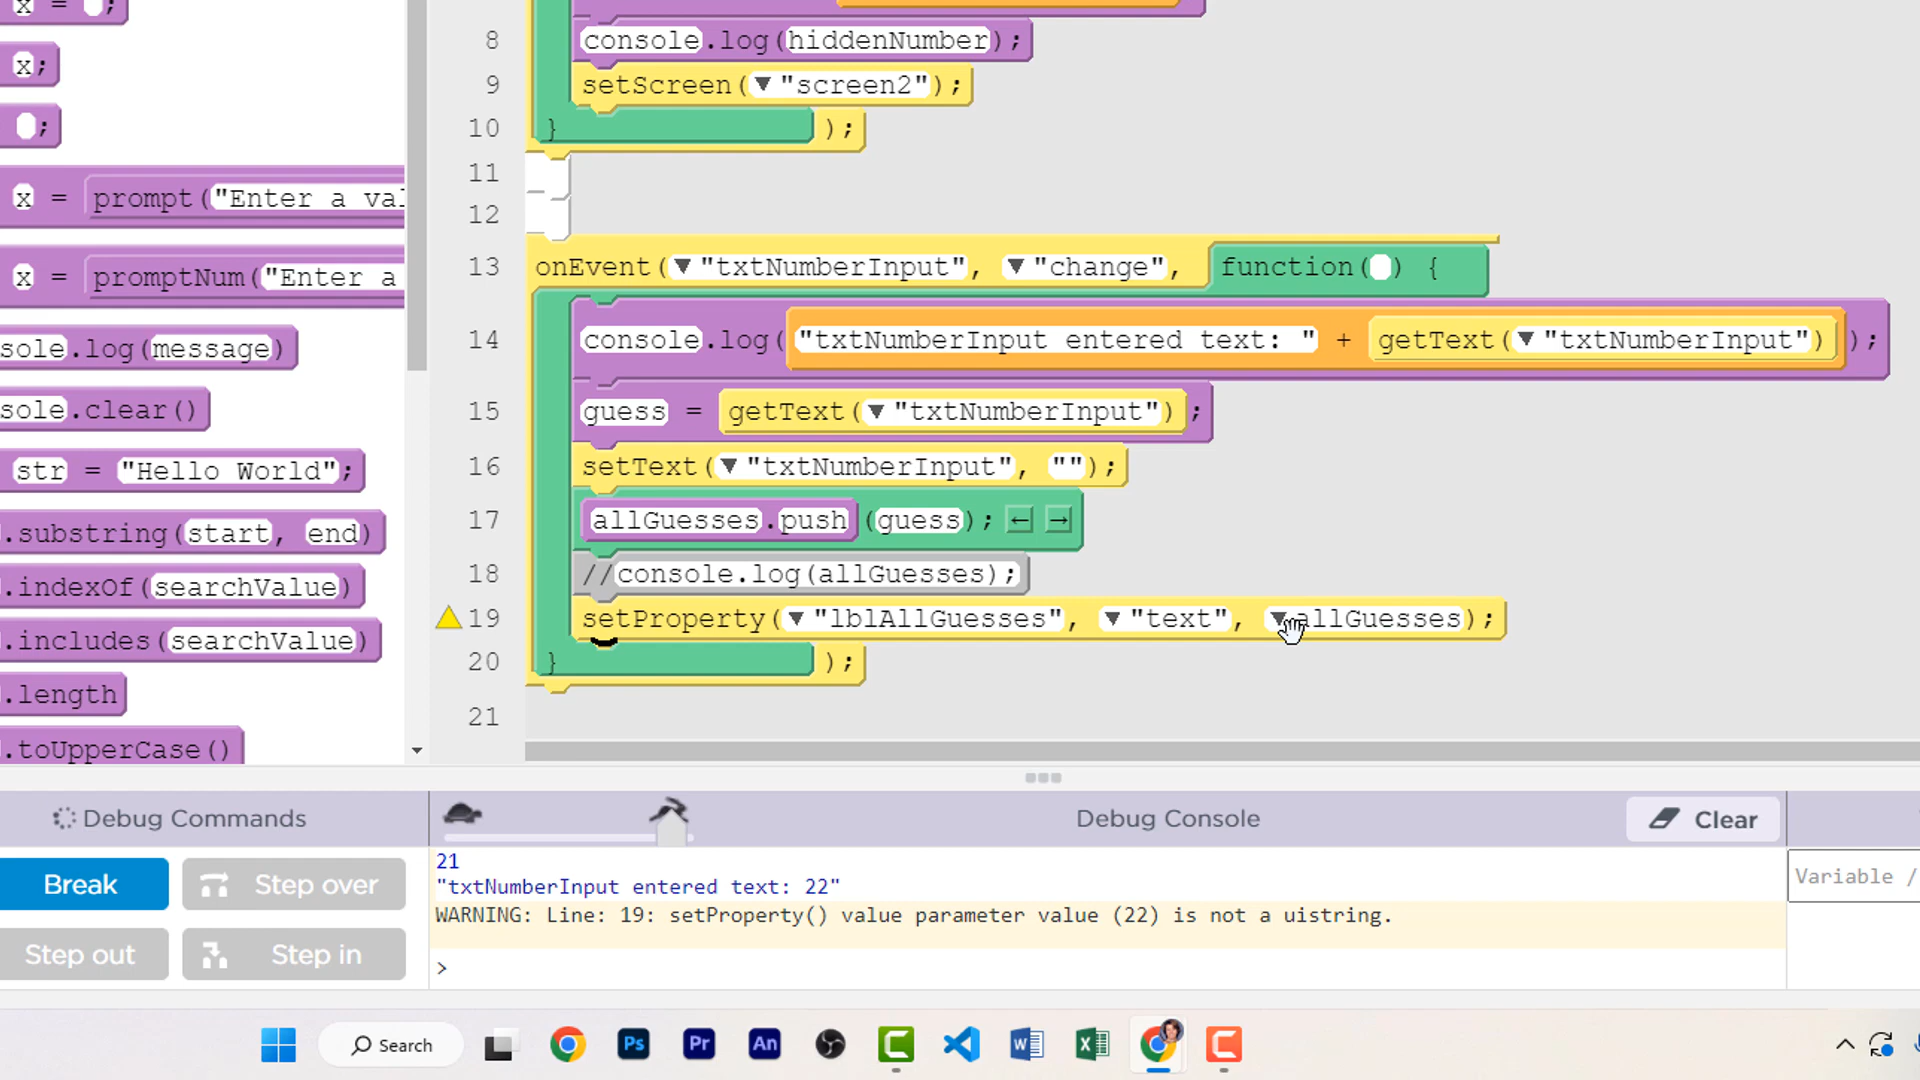 x =  ;
x;
;
x = prompt("Enter a val
x = promptNum("Enter a
sole.log(message)
sole.clear()
str = "Hello World";
.substring(start, end)
.indexOf(searchValue)
.includes(searchValue)
.length
.toUpperCase()
8 console.log(hiddenNumber);
9 setScreen(▼"screen2");
10 } );
11
12
13 onEvent(▼"txtNumberInput", ▼"change", function( ) {
14 console.log("txtNumberInput entered text: " + getText(▼"txtNumberInput"));
15 guess = getText(▼"txtNumberInput");
16 setText(▼"txtNumberInput", "");
17 allGuesses.push(guess); ← →
18 //console.log(allGuesses);
19 setProperty(▼"lblAllGuesses", ▼"text", ▼allGuesses);
20 } );
21
Debug Commands
Debug Console
Clear
Break
Step over
Step out
Step in
21
"txtNumberInput entered text: 22"
WARNING: Line: 19: setProperty() value parameter value (22) is not a uistring.
>
Variable /
Search
Ps
Pr
An